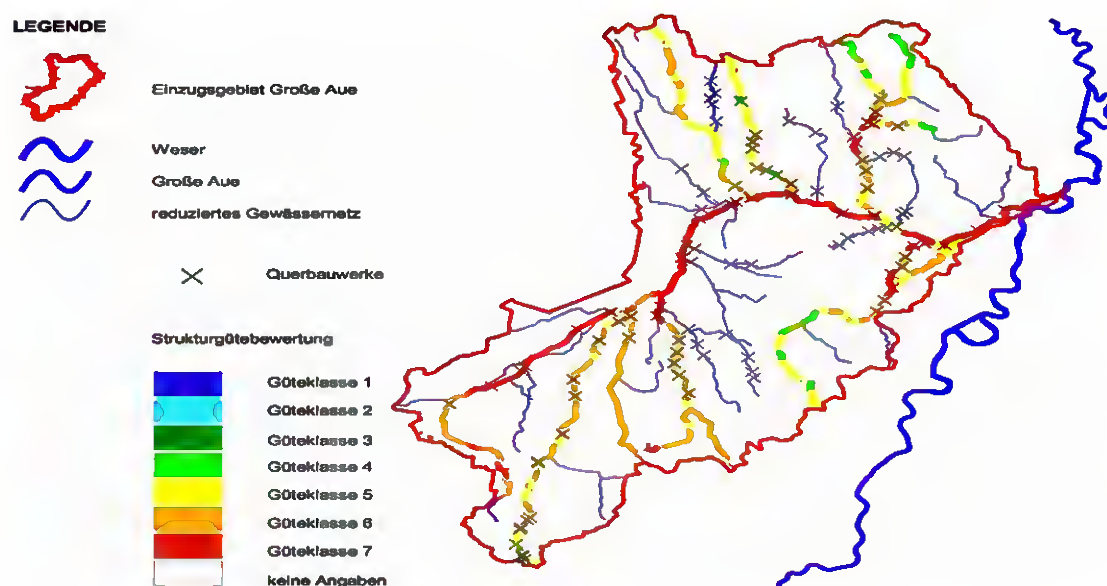 LEGENDE
Einzugsgebiet Große Aue
Weser
Große Aue
reduziertes Gewässernetz
Querbauwerke
Strukturgütebewertung
Güteklasse 1
Güteklasse 2
Güteklasse 3
Güteklasse 4
Güteklasse 5
Güteklasse 6
Güteklasse 7
keine Angaben